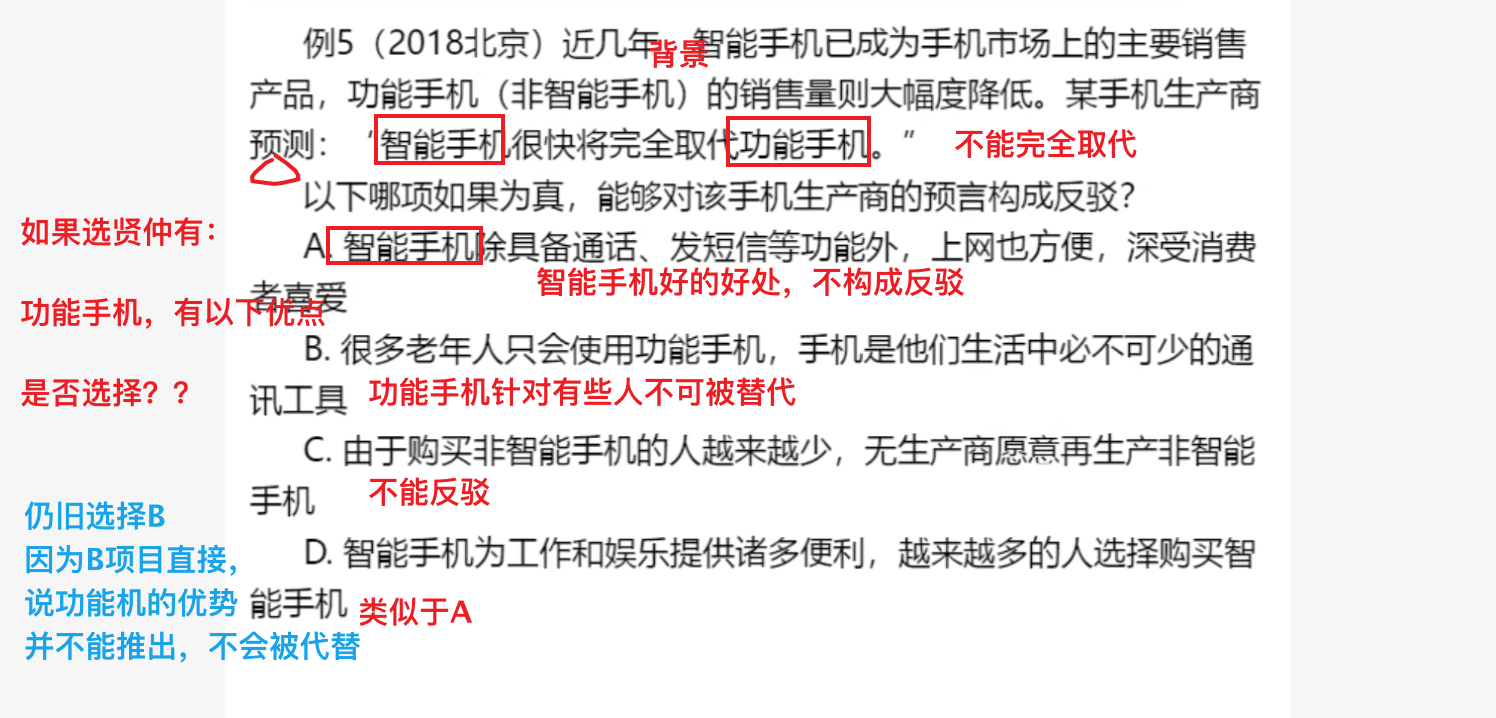 例5（2018北京）近几年，智能手机已成为手机市场上的主要销售
背景
产品，功能手机（非智能手机）的销售量则大幅度降低。某手机生产商
预测：“智能手机很快将完全取代功能手机。” 不能完全取代
以下哪项如果为真，能够对该手机生产商的预言构成反驳？
如果选贤仲有：
A. 智能手机除具备通话、发短信等功能外，上网也方便，深受消费
者喜爱
智能手机好的好处，不构成反驳
功能手机，有以下优点
B. 很多老年人只会使用功能手机，手机是他们生活中必不可少的通
讯工具
功能手机针对有些人不可被替代
是否选择？？
C. 由于购买非智能手机的人越来越少，无生产商愿意再生产非智能
手机
不能反驳
仍旧选择B
因为B项目直接，
说功能机的优势
并不能推出，不会被代替
D. 智能手机为工作和娱乐提供诸多便利，越来越多的人选择购买智
能手机
类似于A